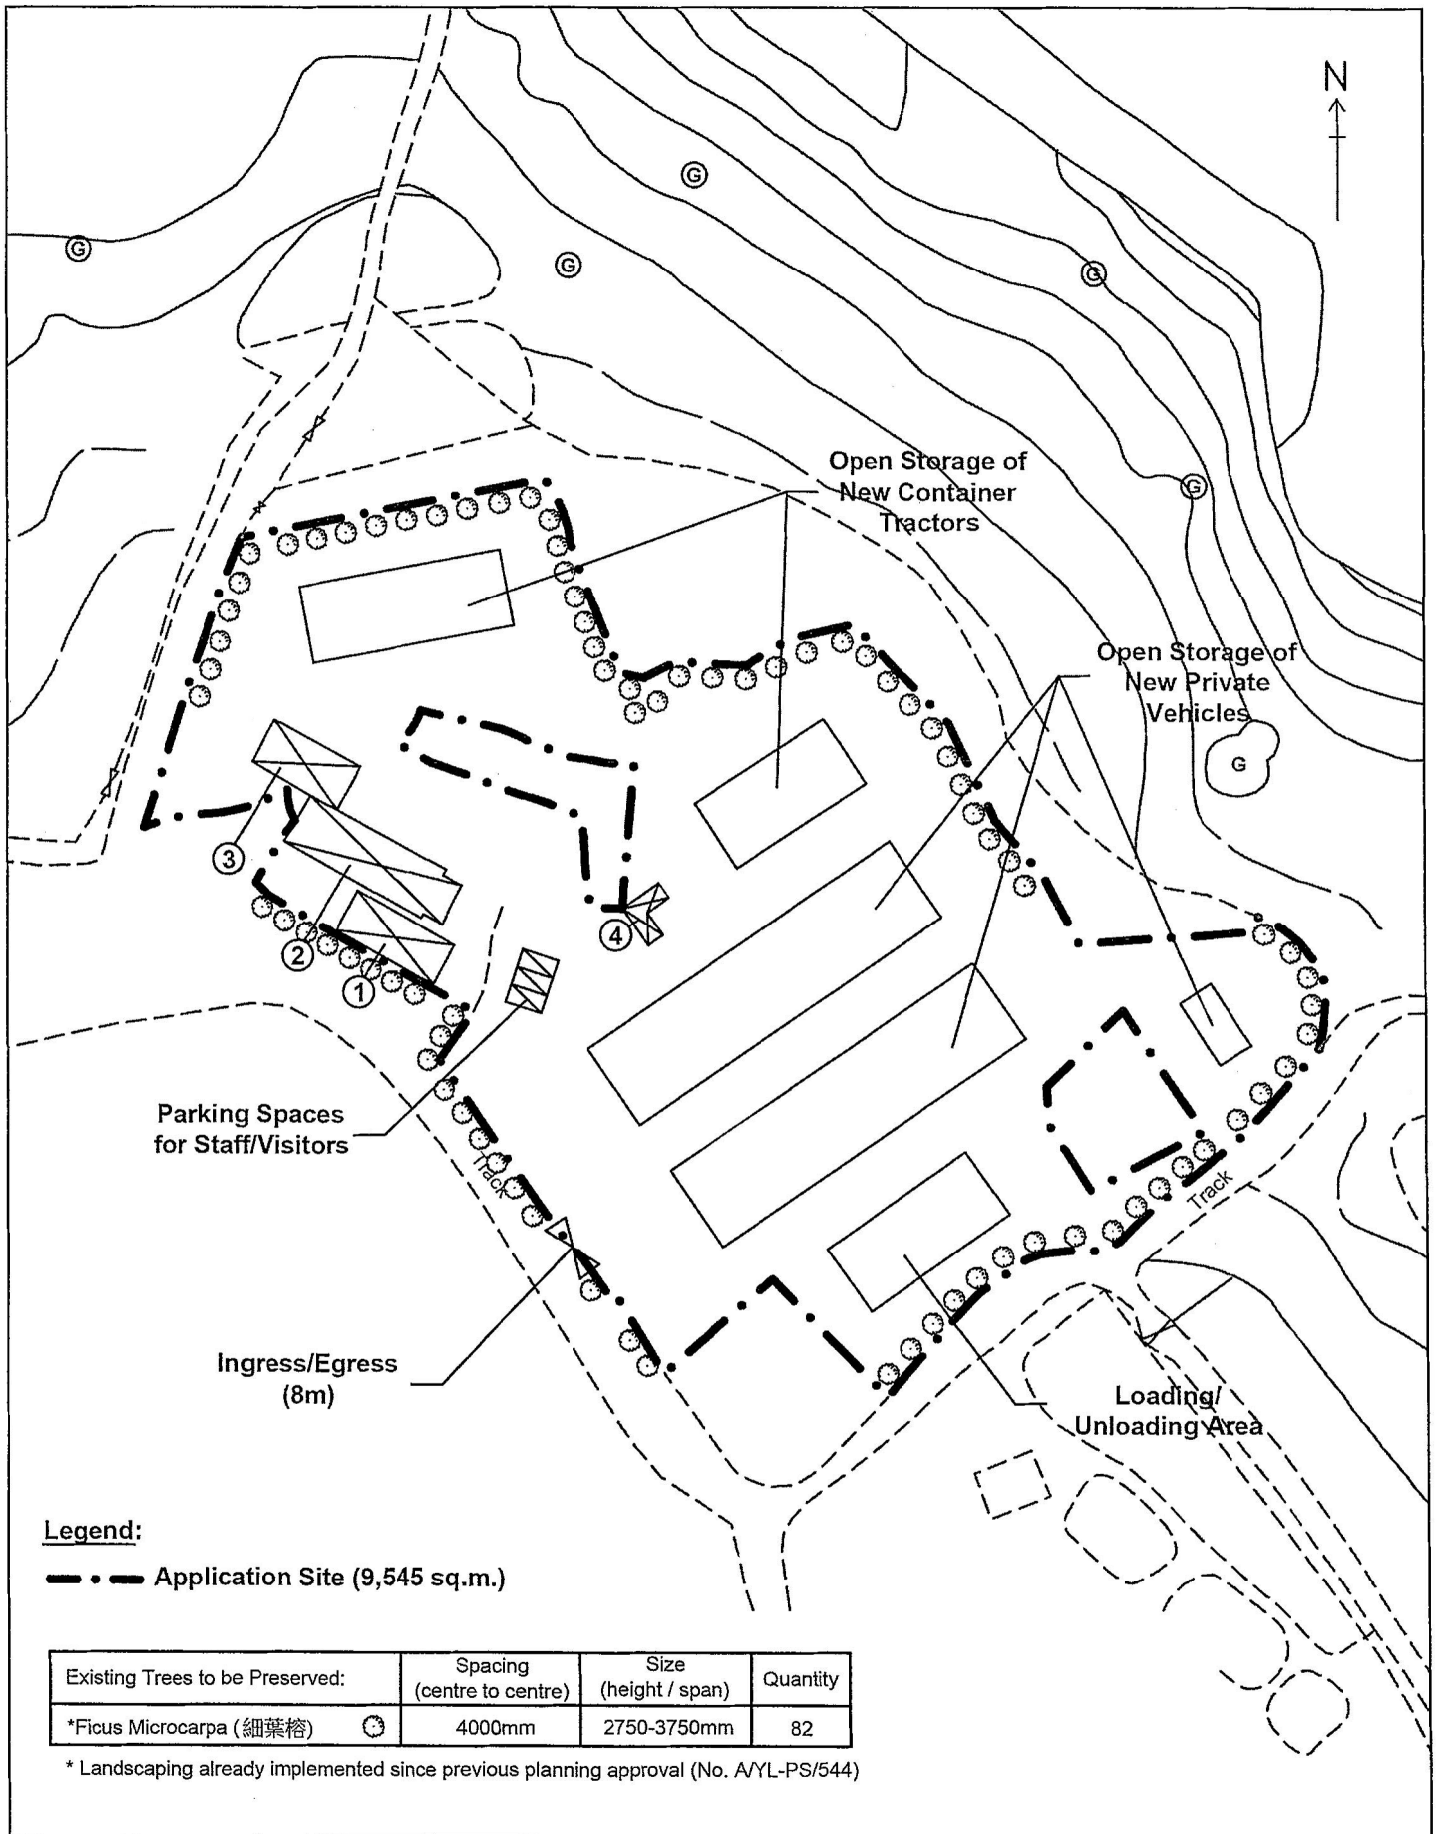 N
G
G
G
G
Open Storage of
New Container
Tractors
G
Open Storage of
New Private
Vehicles
G
3
4
2
1
Parking Spaces
for Staff/Visitors
Track
Track
Ingress/Egress
(8m)
Loading/
Unloading Area
Legend:
Application Site (9,545 sq.m.)
Existing Trees to be Preserved: Spacing (centre to centre) Size (height / span) Quantity
*Ficus Microcarpa (細葉榕) 4000mm 2750-3750mm 82
* Landscaping already implemented since previous planning approval (No. A/YL-PS/544)